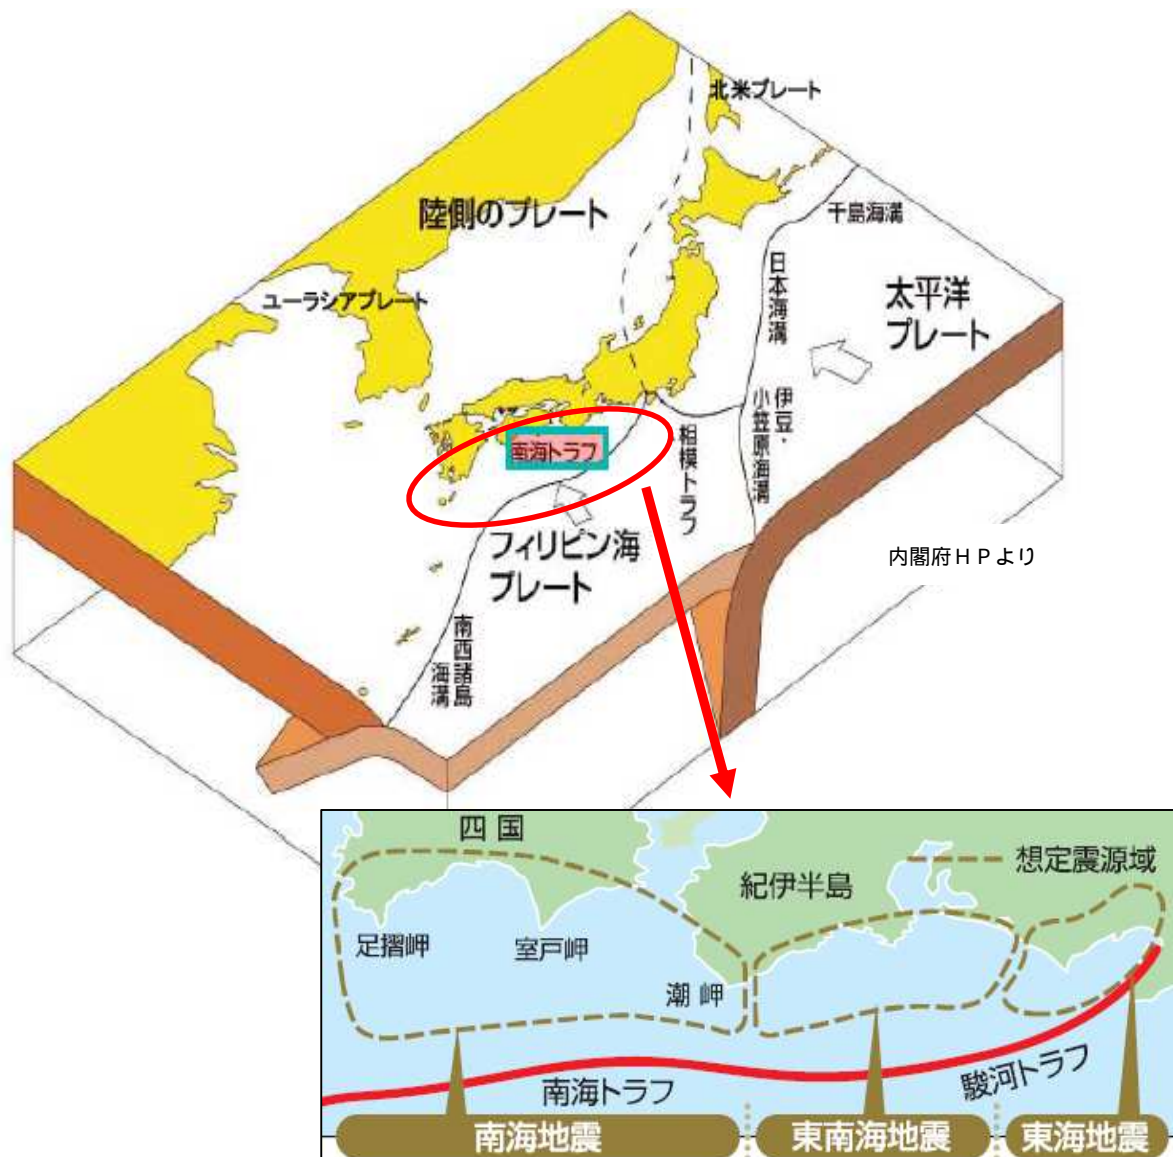 北米プレート
陸側のプレート
千島海溝
ユーラシアプレート
日本海溝
太平洋
プレート
伊豆・
小笠原海溝
南海トラフ
相模トラフ
フィリピン海
プレート
内閣府HPより
南西諸島
海溝
四国
紀伊半島
想定震源域
足摺岬
室戸岬
潮岬
南海トラフ
駿河トラフ
南海地震
東南海地震
東海地震